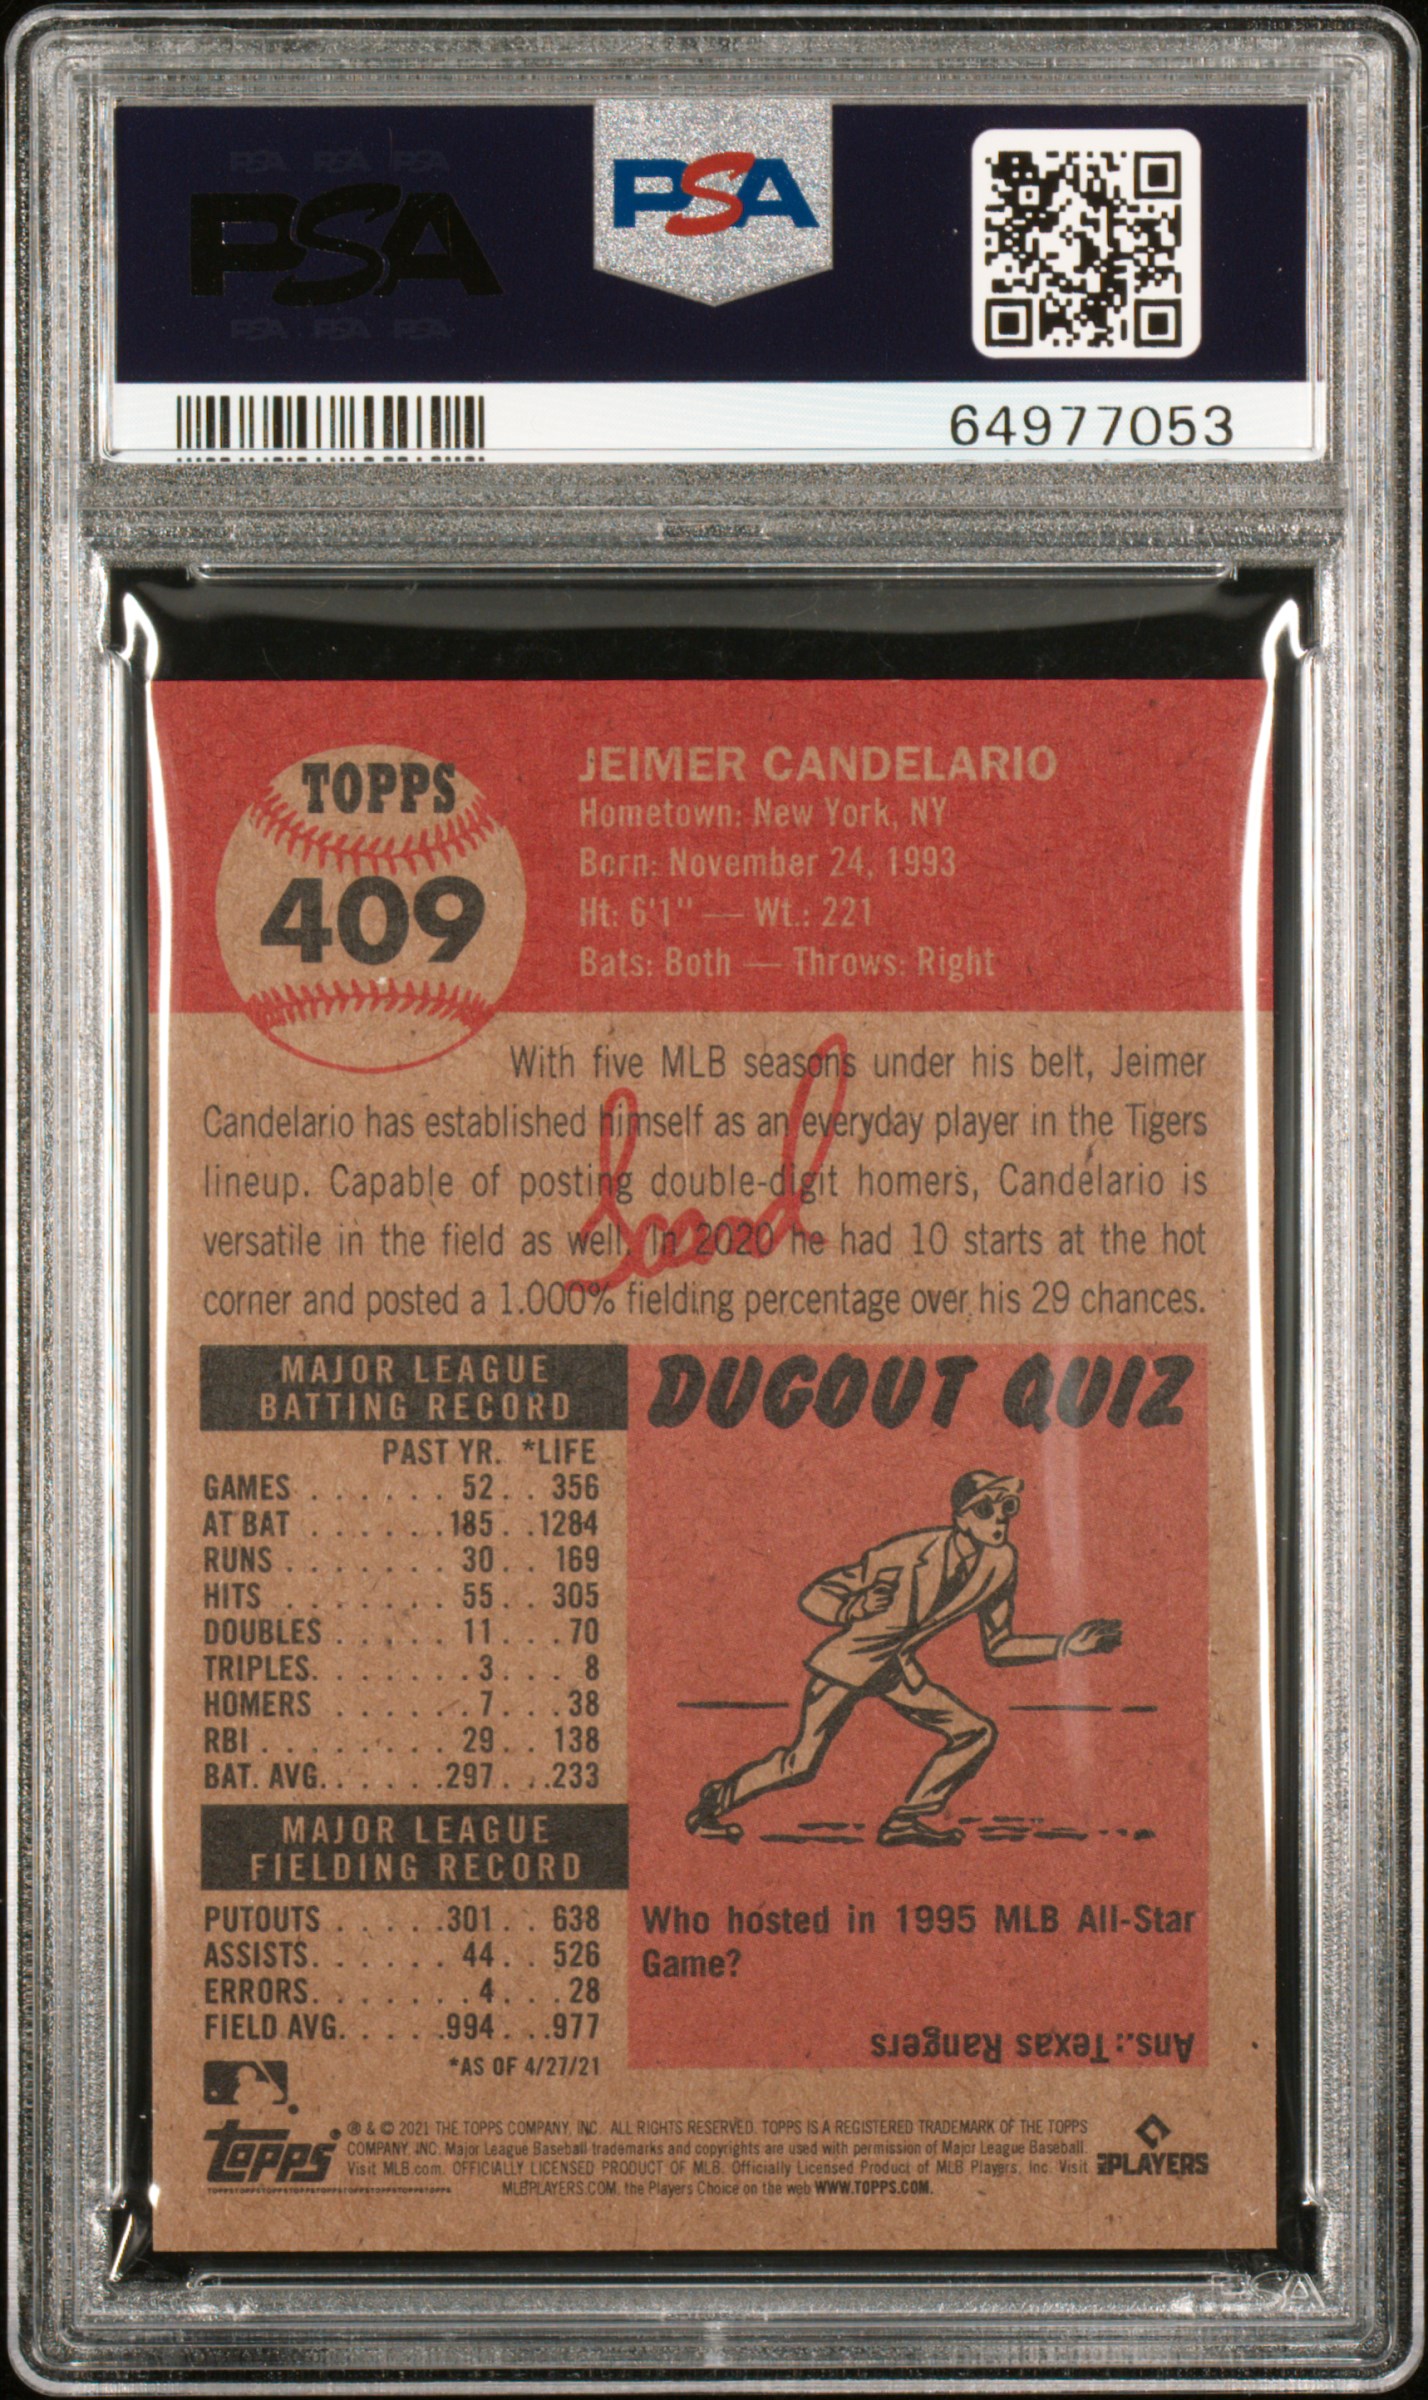 PSA PSA PSA
PSA
PSA PSA PSA
PSA
64977053
TOPPS
409
JEIMER CANDELARIO
Hometown: New York, NY
Born: November 24, 1993
Ht: 6'1" — Wt.: 221
Bats: Both — Throws: Right
With five MLB seasons under his belt, Jeimer
Candelario has established himself as an everyday player in the Tigers
lineup. Capable of posting double-digit homers, Candelario is
versatile in the field as well. In 2020 he had 10 starts at the hot
corner and posted a 1.000% fielding percentage over his 29 chances.
MAJOR LEAGUE
BATTING RECORD
PAST YR. *LIFE
GAMES . . . . . . 52 . . 356
AT BAT . . . . . . 185 . . 1284
RUNS . . . . . . . 30 . . 169
HITS . . . . . . . 55 . . 305
DOUBLES . . . . . 11 . . . 70
TRIPLES. . . . . . . 3 . . . 8
HOMERS . . . . . . 7 . . . 38
RBI . . . . . . . . 29 . . 138
BAT. AVG. . . . . .297 . . .233
MAJOR LEAGUE
FIELDING RECORD
PUTOUTS . . . . .301 . . 638
ASSISTS. . . . . . 44 . . 526
ERRORS. . . . . . . 4 . . . 28
FIELD AVG. . . . .994 . . .977
*AS OF 4/27/21
DUGOUT QUIZ
Who hosted in 1995 MLB All-Star
Game?
Ans.: Texas Rangers
topps
® & © 2021 THE TOPPS COMPANY, INC. ALL RIGHTS RESERVED. TOPPS IS A REGISTERED TRADEMARK OF THE TOPPS
COMPANY, INC. Major League Baseball trademarks and copyrights are used with permission of Major League Baseball.
Visit MLB.com. OFFICIALLY LICENSED PRODUCT OF MLB. Officially Licensed Product of MLB Players, Inc. Visit
MLBPLAYERS.COM, the Players Choice on the web WWW.TOPPS.COM.
PLAYERS
PSA